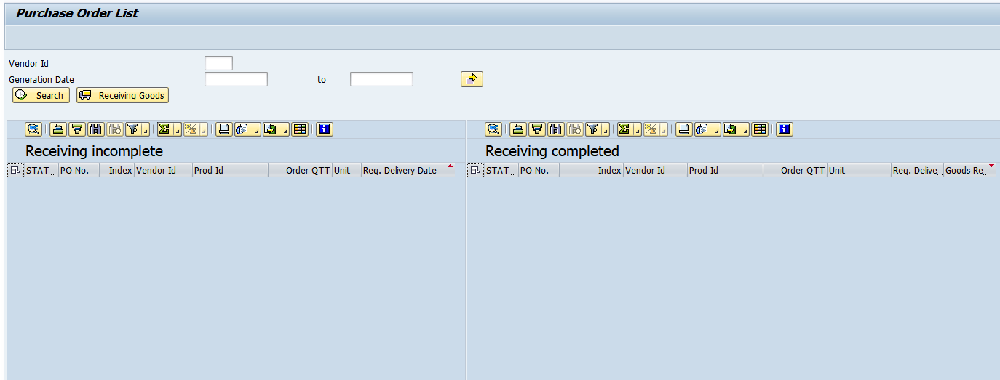 Purchase Order List
Vendor Id
Generation Date to
Search Receiving Goods
Receiving incomplete
STAT... PO No. Index Vendor Id Prod Id Order QTT Unit Req. Delivery Date
Receiving completed
STAT... PO No. Index Vendor Id Prod Id Order QTT Unit Req. Delive... Goods Re...